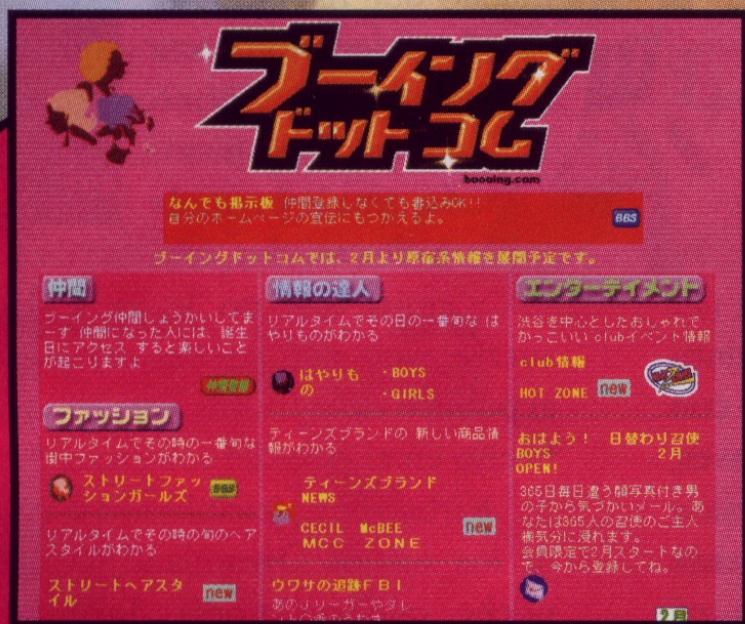 ブーイング
ドットコム
boooing.com
なんでも掲示板 仲間登録しなくても書込みOK!!
自分のホームページの宣伝にもつかえるよ。
BBS
ブーイングドットコムでは、2月より原宿系情報を展開予定です。
仲間
ブーイング仲間しょうかいしてま
ーす 仲間になった人には、誕生
日にアクセス すると楽しいこと
が起こりますよ
仲間登録
ファッション
リアルタイムでその時の一番旬な
街中ファッションがわかる
ストリートファッ
ションガールズ
BBS
リアルタイムでその時の旬のヘア
スタイルがわかる
ストリートヘアスタ
イル
new
情報の達人
リアルタイムでその日の一番旬な は
やりものがわかる
はやりも
の
・BOYS
・GIRLS
ティーンズブランドの 新しい商品情
報がわかる
ティーンズブランド
NEWS
CECIL McBEE
MCC ZONE
new
ウワサの追跡FBI
あのJリーガーやタレ
エンターテイメント
渋谷を中心としたおしゃれで
かっこいい clubイベント情報
club情報
HOT ZONE new
おはよう! 日替わり召使
BOYS 2月
OPEN!
365日毎日違う顔写真付き男
の子から気づかいメール。あ
なたは365人の召使のご主人
様気分に浸れます。
会員限定で2月スタートなの
で、今から登録してね。
2月